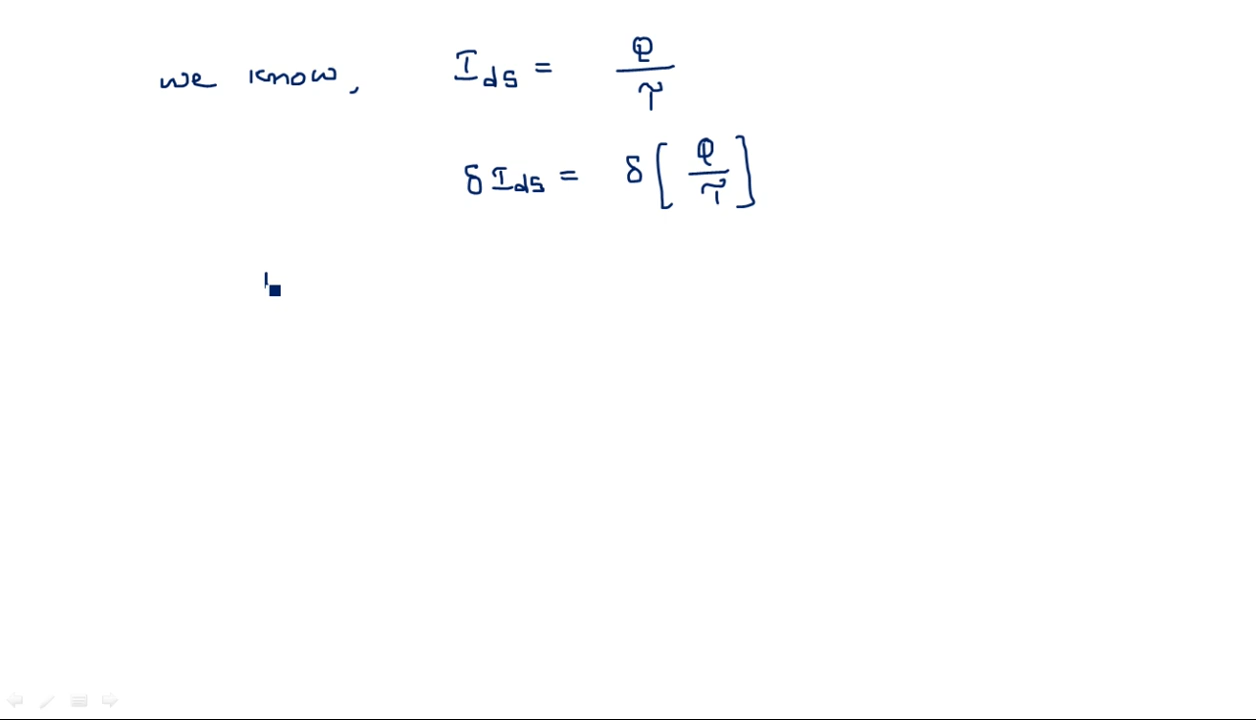 we know, I_ds = Q/τ
δI_ds = δ[Q/τ]